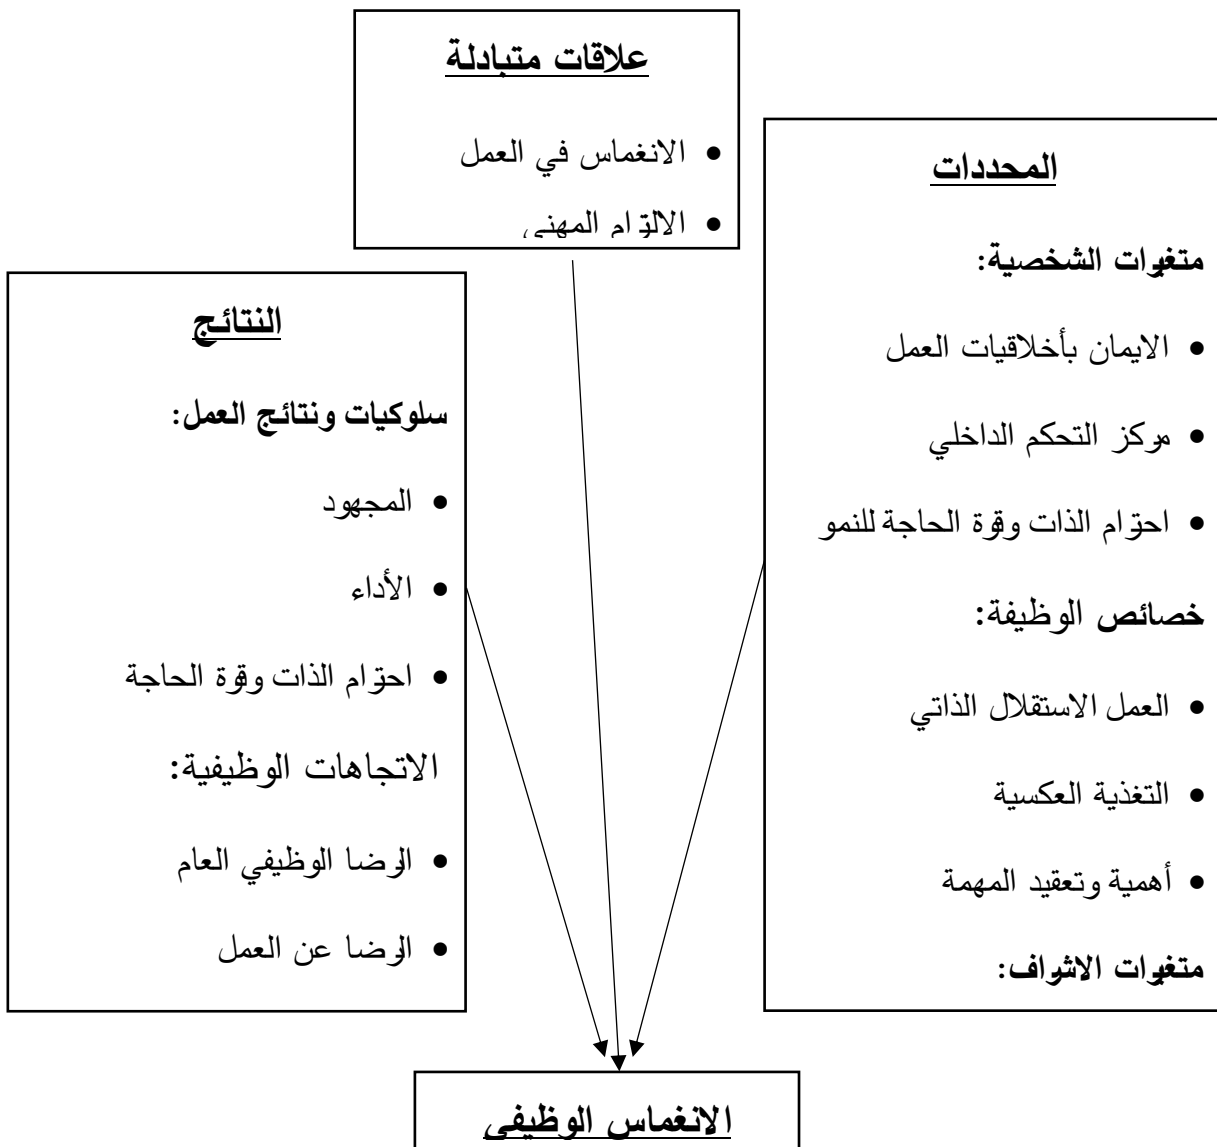 علاقات متبادلة
• الانغماس في العمل
• الالتزام المهني
المحددات
متغيرات الشخصية:
• الايمان بأخلاقيات العمل
• مركز التحكم الداخلي
• احترام الذات وقوة الحاجة للنمو
خصائص الوظيفة:
• العمل الاستقلال الذاتي
• التغذية العكسية
• أهمية وتعقيد المهمة
متغيرات الاشراف:
النتائج
سلوكيات ونتائج العمل:
• المجهود
• الأداء
• احترام الذات وقوة الحاجة
الاتجاهات الوظيفية:
• الرضا الوظيفي العام
• الرضا عن العمل
الانغماس الوظيفي